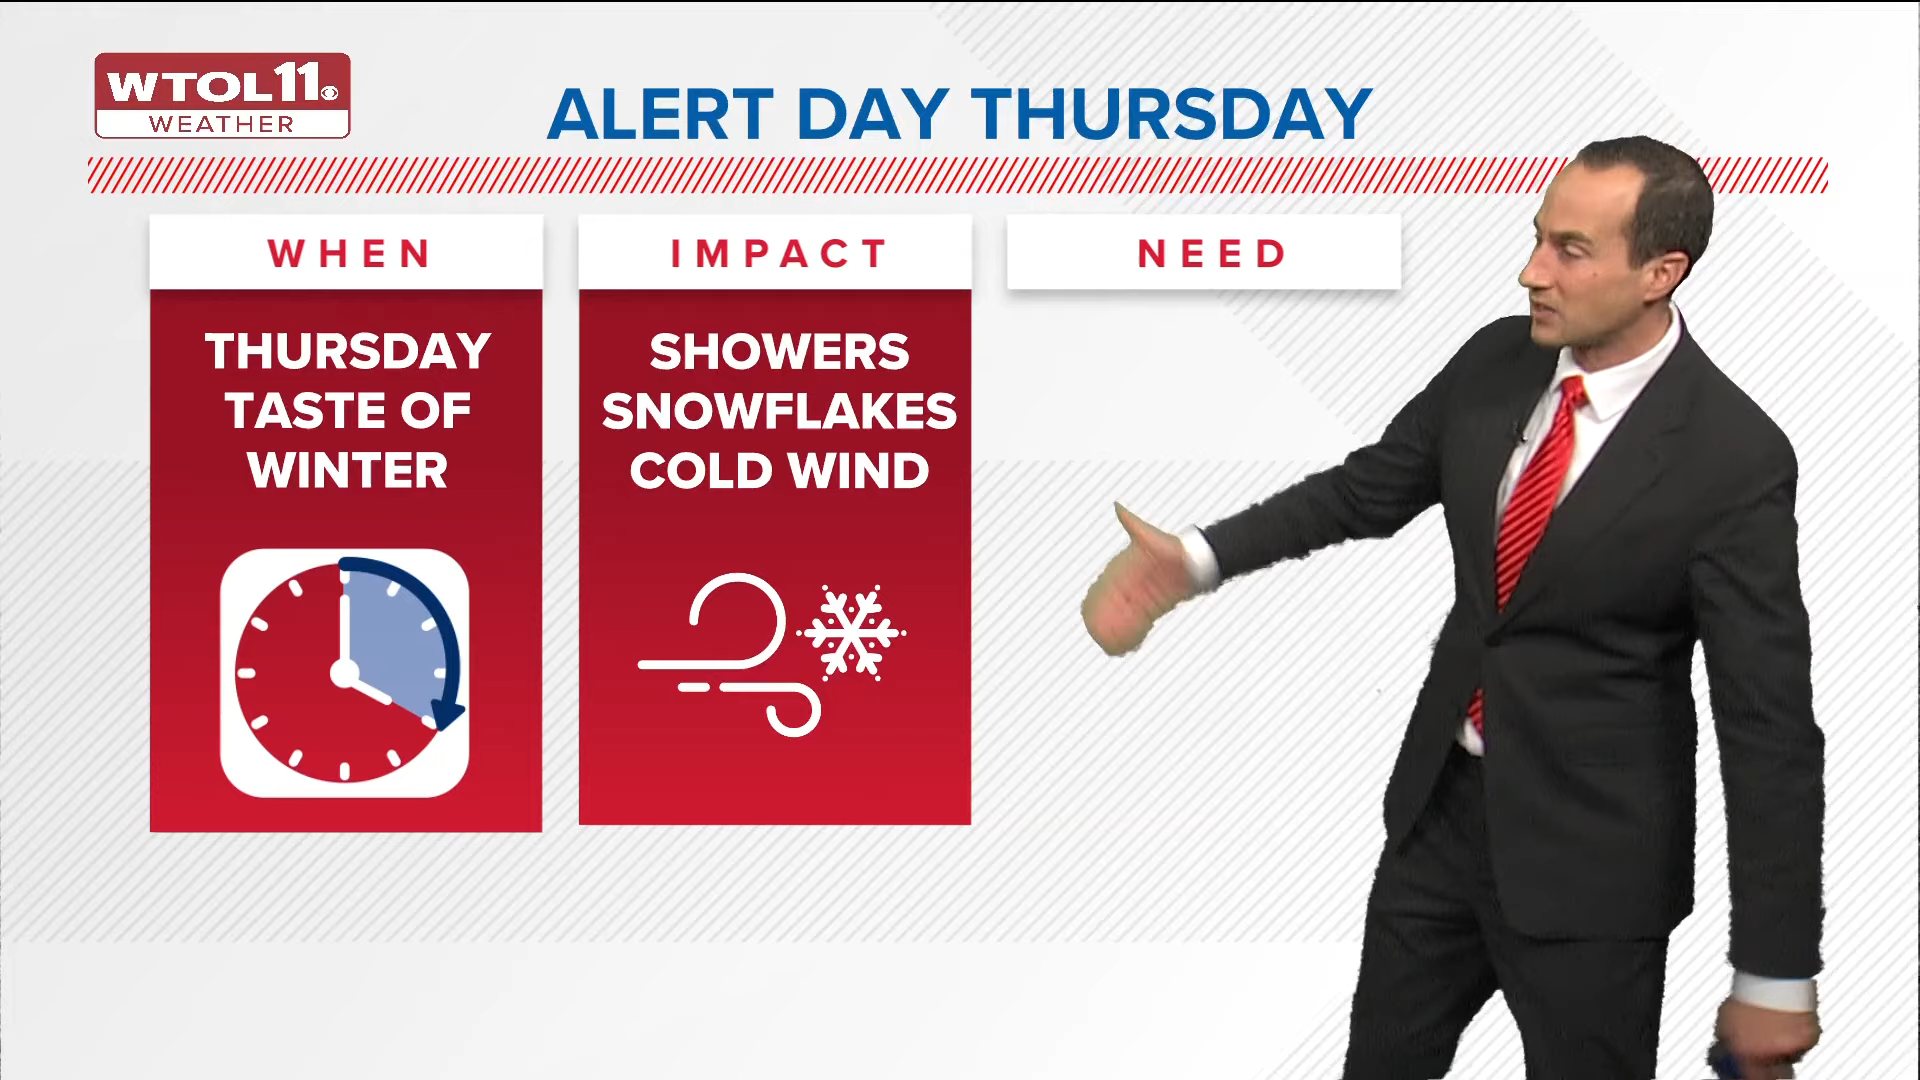 WTOL11
WEATHER
ALERT DAY THURSDAY
WHEN
THURSDAY
TASTE OF
WINTER
IMPACT
SHOWERS
SNOWFLAKES
COLD WIND
NEED